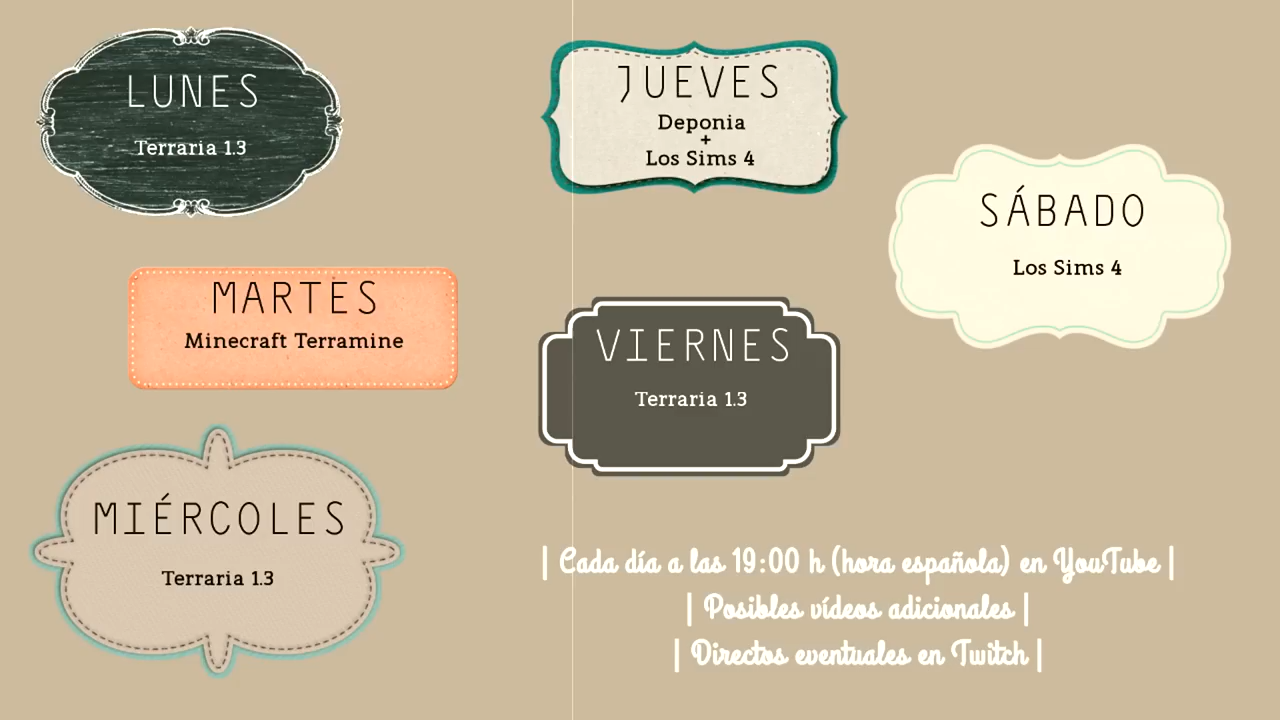 LUNES
Terraria 1.3
MARTES
Minecraft Terramine
MIÉRCOLES
Terraria 1.3
JUEVES
Deponia
+
Los Sims 4
VIERNES
Terraria 1.3
SÁBADO
Los Sims 4
| Cada día a las 19:00 h (hora española) en YouTube |
| Posibles vídeos adicionales |
| Directos eventuales en Twitch |